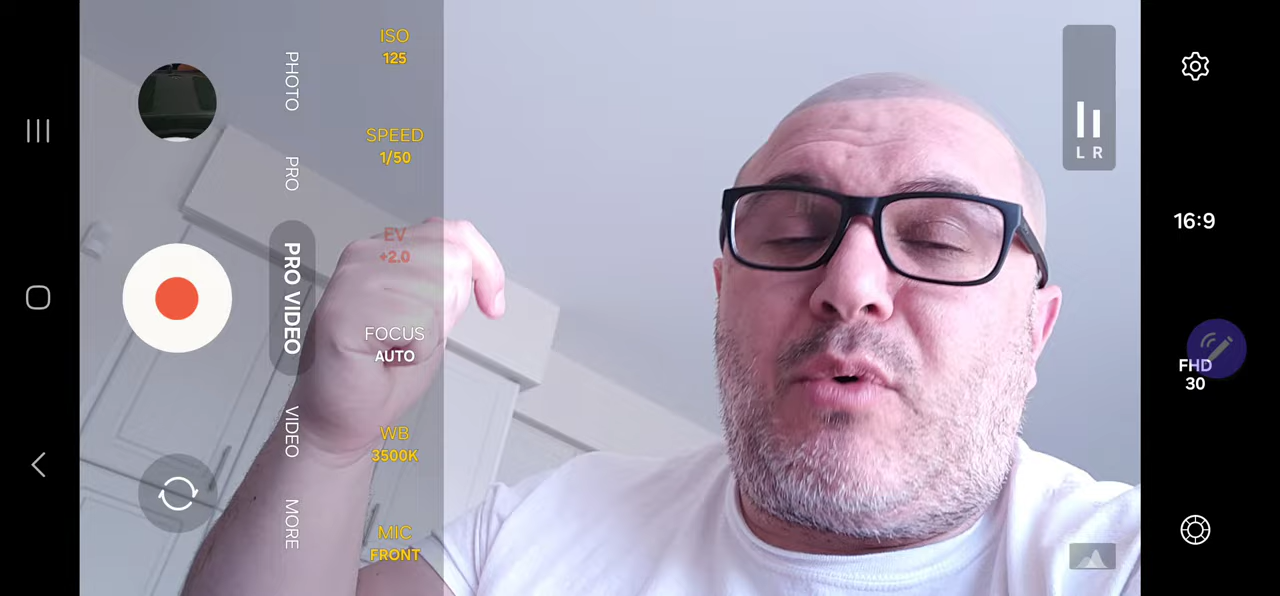 PHOTO
PRO
PRO VIDEO
VIDEO
MORE
ISO
125
SPEED
1/50
EV
+2.0
FOCUS
AUTO
WB
3500K
MIC
FRONT
L R
16:9
FHD
30